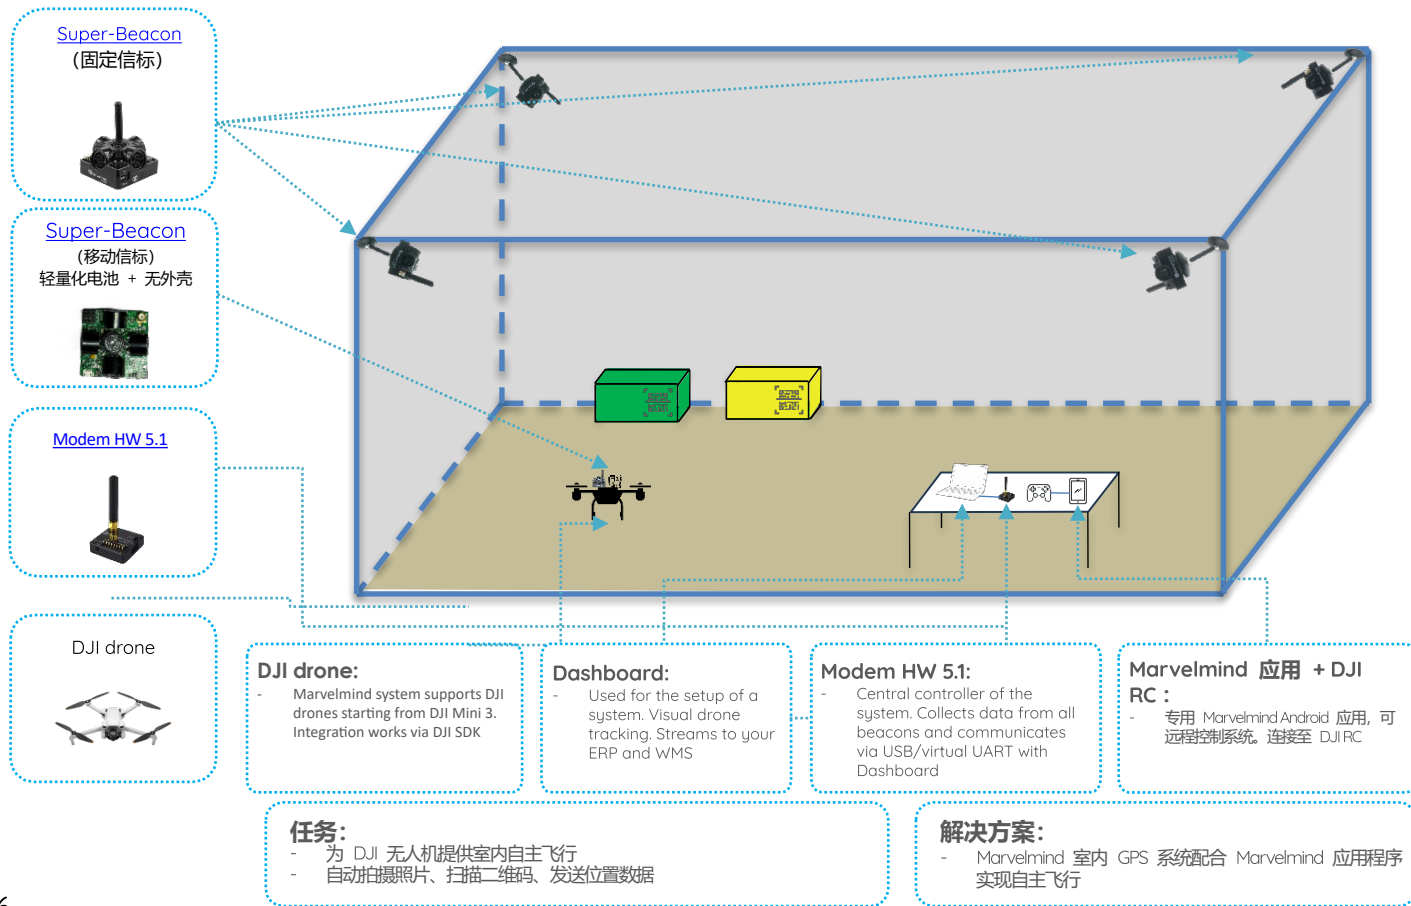 Super-Beacon
(固定信标)
Super-Beacon
(移动信标)
轻量化电池 + 无外壳
Modem HW 5.1
DJI drone
DJI drone:
- Marvelmind system supports DJI
drones starting from DJI Mini 3.
Integration works via DJI SDK
Dashboard:
- Used for the setup of a
system. Visual drone
tracking. Streams to your
ERP and WMS
Modem HW 5.1:
- Central controller of the
system. Collects data from all
beacons and communicates
via USB/virtual UART with
Dashboard
Marvelmind 应用 + DJI
RC：
- 专用 Marvelmind Android 应用，可
远程控制系统。连接至 DJI RC
任务：
- 为 DJI 无人机提供室内自主飞行
- 自动拍摄照片、扫描二维码、发送位置数据
解决方案：
- Marvelmind 室内 GPS 系统配合 Marvelmind 应用程序
实现自主飞行